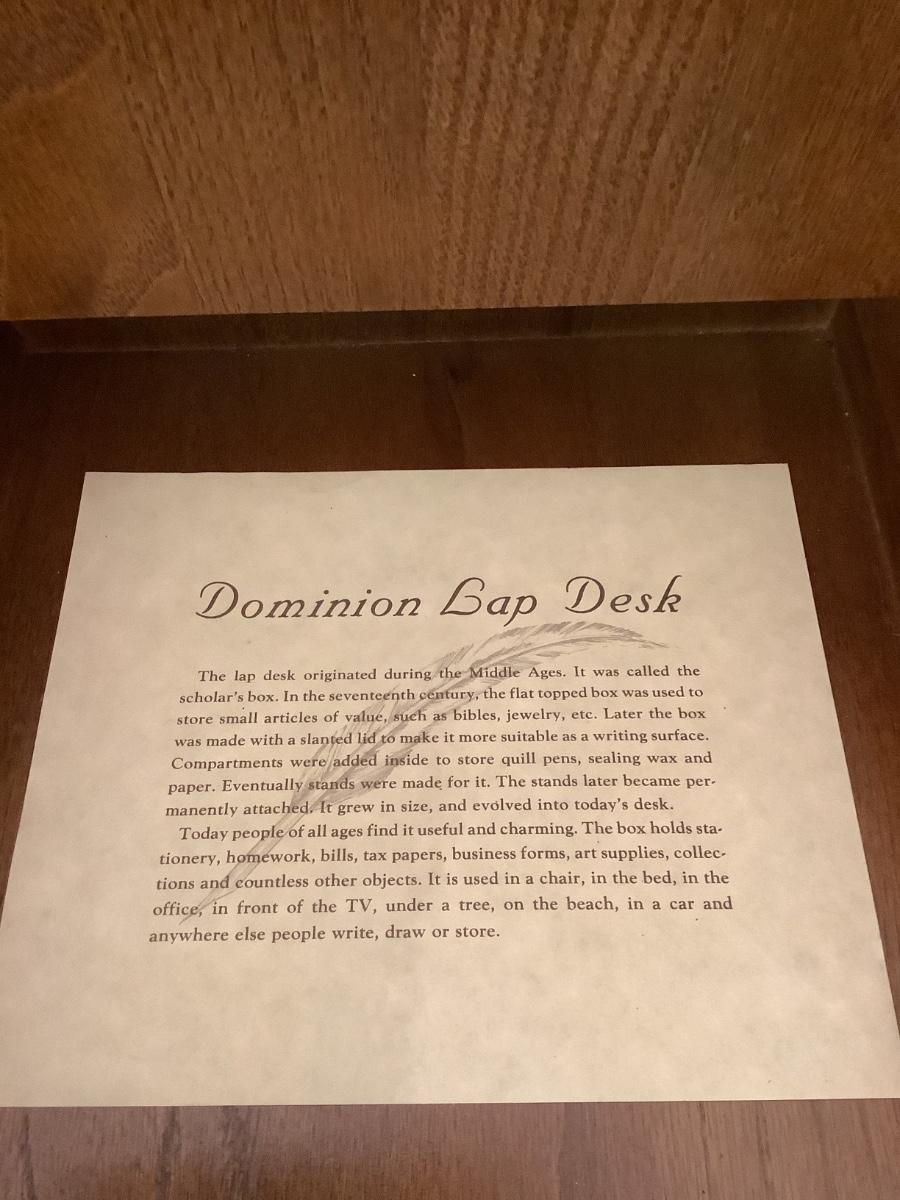 Dominion Lap Desk
The lap desk originated during the Middle Ages. It was called the
scholar's box. In the seventeenth century, the flat topped box was used to
store small articles of value, such as bibles, jewelry, etc. Later the box
was made with a slanted lid to make it more suitable as a writing surface.
Compartments were added inside to store quill pens, sealing wax and
paper. Eventually stands were made for it. The stands later became per-
manently attached. It grew in size, and evolved into today's desk.
Today people of all ages find it useful and charming. The box holds sta-
tionery, homework, bills, tax papers, business forms, art supplies, collec-
tions and countless other objects. It is used in a chair, in the bed, in the
office, in front of the TV, under a tree, on the beach, in a car and
anywhere else people write, draw or store.